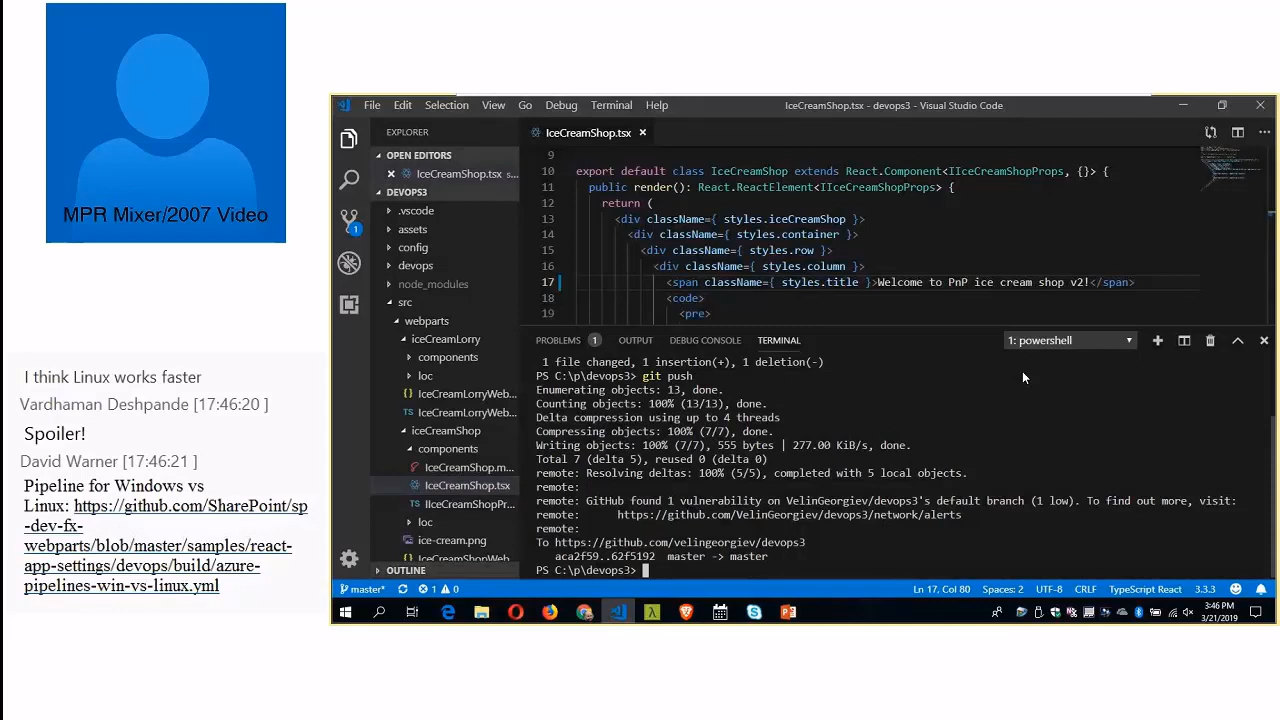 MPR Mixer/2007 Video
I think Linux works faster
Vardhaman Deshpande [17:46:20 ]
Spoiler!
David Warner [17:46:21 ]
Pipeline for Windows vs
Linux: https://github.com/SharePoint/sp
-dev-fx-
webparts/blob/master/samples/react-
app-settings/devops/build/azure-
pipelines-win-vs-linux.yml
File Edit Selection View Go Debug Terminal Help
IceCreamShop.tsx - devops3 - Visual Studio Code
EXPLORER
OPEN EDITORS
IceCreamShop.tsx s...
DEVOPS3
.vscode
assets
config
devops
node_modules
src
webparts
iceCreamLorry
components
loc
IceCreamLorryWeb...
IceCreamLorryWeb...
iceCreamShop
components
IceCreamShop.m...
IceCreamShop.tsx
IIceCreamShopPr...
loc
ice-cream.png
IceCreamShopWeb
OUTLINE
1
IceCreamShop.tsx
9
10 export default class IceCreamShop extends React.Component<IIceCreamShopProps, {}> {
11 public render(): React.ReactElement<IIceCreamShopProps> {
12 return (
13 <div className={ styles.iceCreamShop }>
14 <div className={ styles.container }>
15 <div className={ styles.row }>
16 <div className={ styles.column }>
17 <span className={ styles.title }>Welcome to PnP ice cream shop v2!</span>
18 <code>
19 <pre>
PROBLEMS 1 OUTPUT DEBUG CONSOLE TERMINAL 1: powershell
1 file changed, 1 insertion(+), 1 deletion(-)
PS C:\p\devops3> git push
Enumerating objects: 13, done.
Counting objects: 100% (13/13), done.
Delta compression using up to 4 threads
Compressing objects: 100% (7/7), done.
Writing objects: 100% (7/7), 555 bytes | 277.00 KiB/s, done.
Total 7 (delta 5), reused 0 (delta 0)
remote: Resolving deltas: 100% (5/5), completed with 5 local objects.
remote:
remote: GitHub found 1 vulnerability on VelinGeorgiev/devops3's default branch (1 low). To find out more, visit:
remote: https://github.com/VelinGeorgiev/devops3/network/alerts
remote:
To https://github.com/velingeorgiev/devops3
aca2f59..62f5192 master -> master
PS C:\p\devops3>
master* 1 0 Ln 17, Col 80 Spaces: 2 UTF-8 CRLF TypeScript React 3.3.3
3:46 PM
3/21/2019